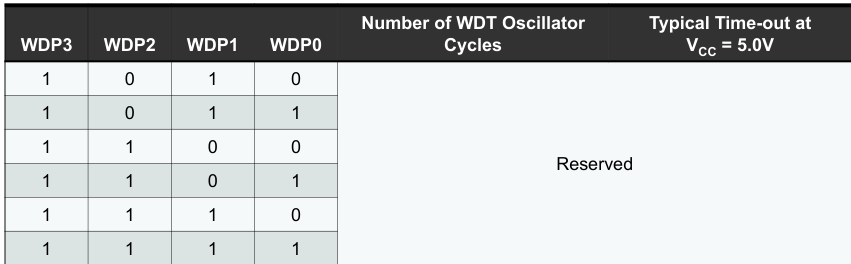 WDP3 WDP2 WDP1 WDP0 Number of WDT Oscillator Cycles Typical Time-out at VCC = 5.0V
1 0 1 0
1 0 1 1
1 1 0 0
Reserved
1 1 0 1
1 1 1 0
1 1 1 1